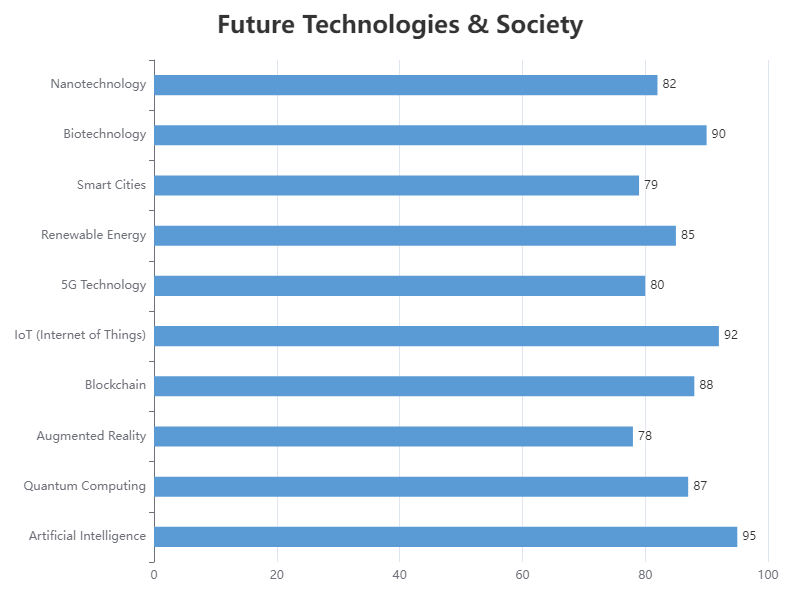 Future Technologies & Society
Nanotechnology 82
Biotechnology 90
Smart Cities 79
Renewable Energy 85
5G Technology 80
IoT (Internet of Things) 92
Blockchain 88
Augmented Reality 78
Quantum Computing 87
Artificial Intelligence 95
0 20 40 60 80 100